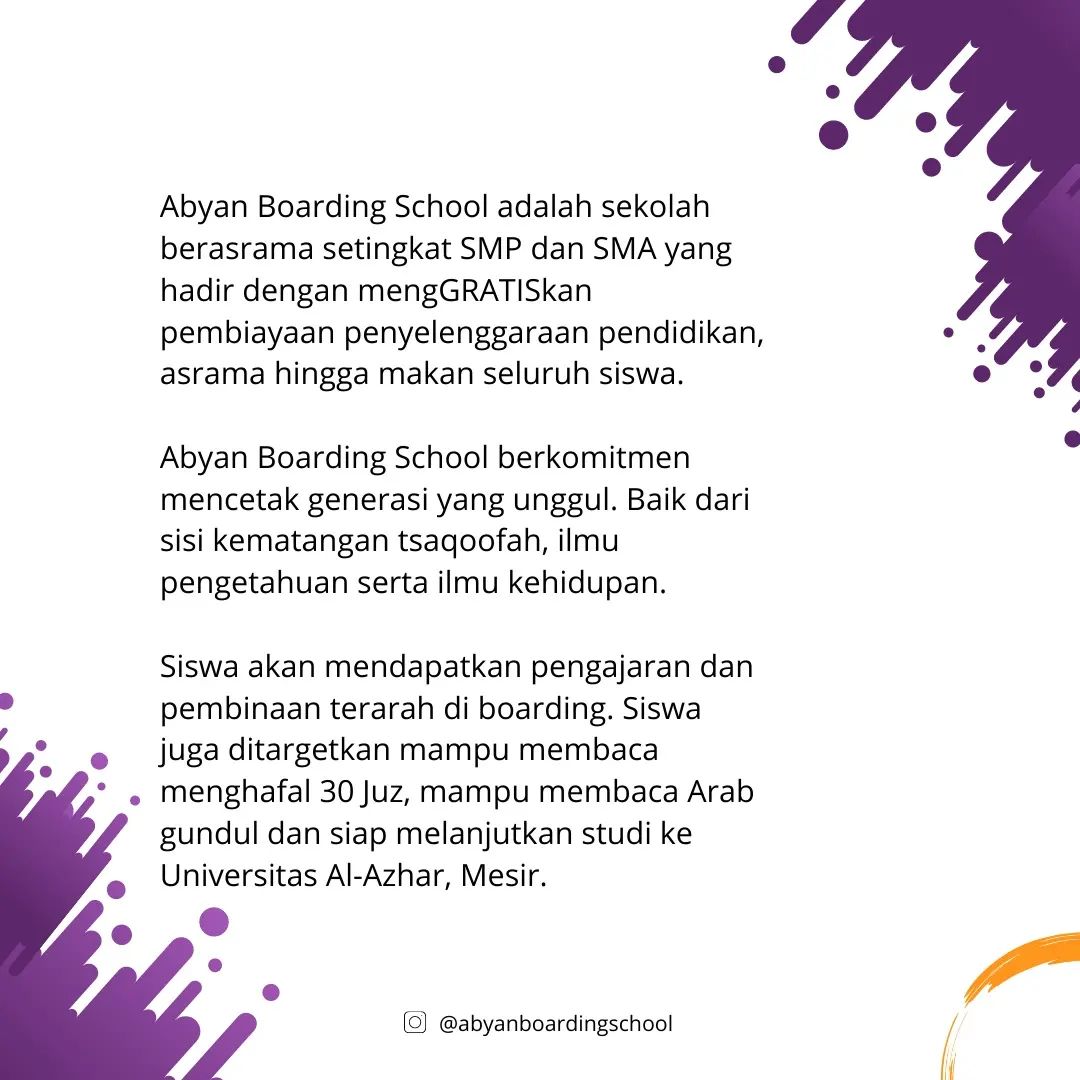 Abyan Boarding School adalah sekolah
berasrama setingkat SMP dan SMA yang
hadir dengan mengGRATISkan
pembiayaan penyelenggaraan pendidikan,
asrama hingga makan seluruh siswa.
Abyan Boarding School berkomitmen
mencetak generasi yang unggul. Baik dari
sisi kematangan tsaqoofah, ilmu
pengetahuan serta ilmu kehidupan.
Siswa akan mendapatkan pengajaran dan
pembinaan terarah di boarding. Siswa
juga ditargetkan mampu membaca
menghafal 30 Juz, mampu membaca Arab
gundul dan siap melanjutkan studi ke
Universitas Al-Azhar, Mesir.
@abyanboardingschool